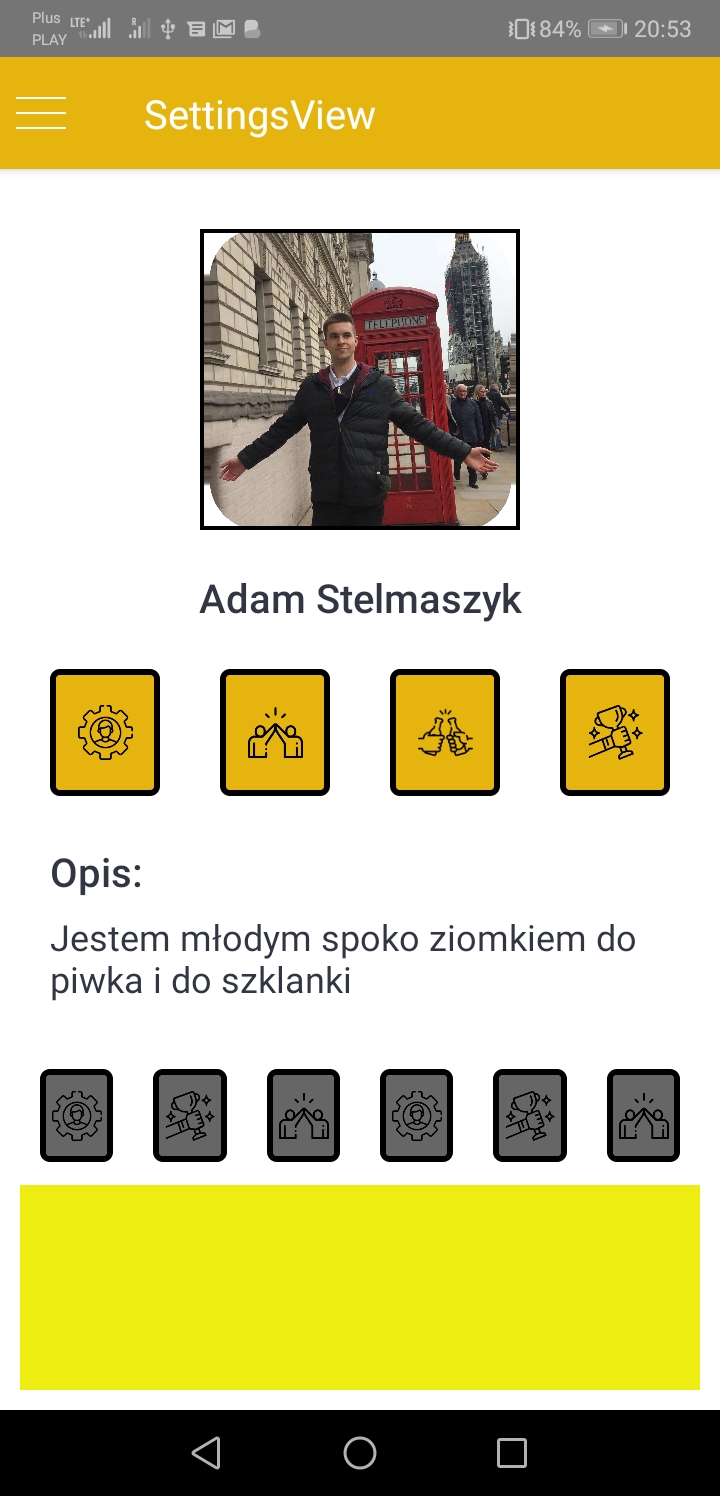 Plus
PLAY
LTE+
R
84%
20:53
SettingsView
TELEPHONE
Adam Stelmaszyk
Opis:
Jestem młodym spoko ziomkiem do
piwka i do szklanki